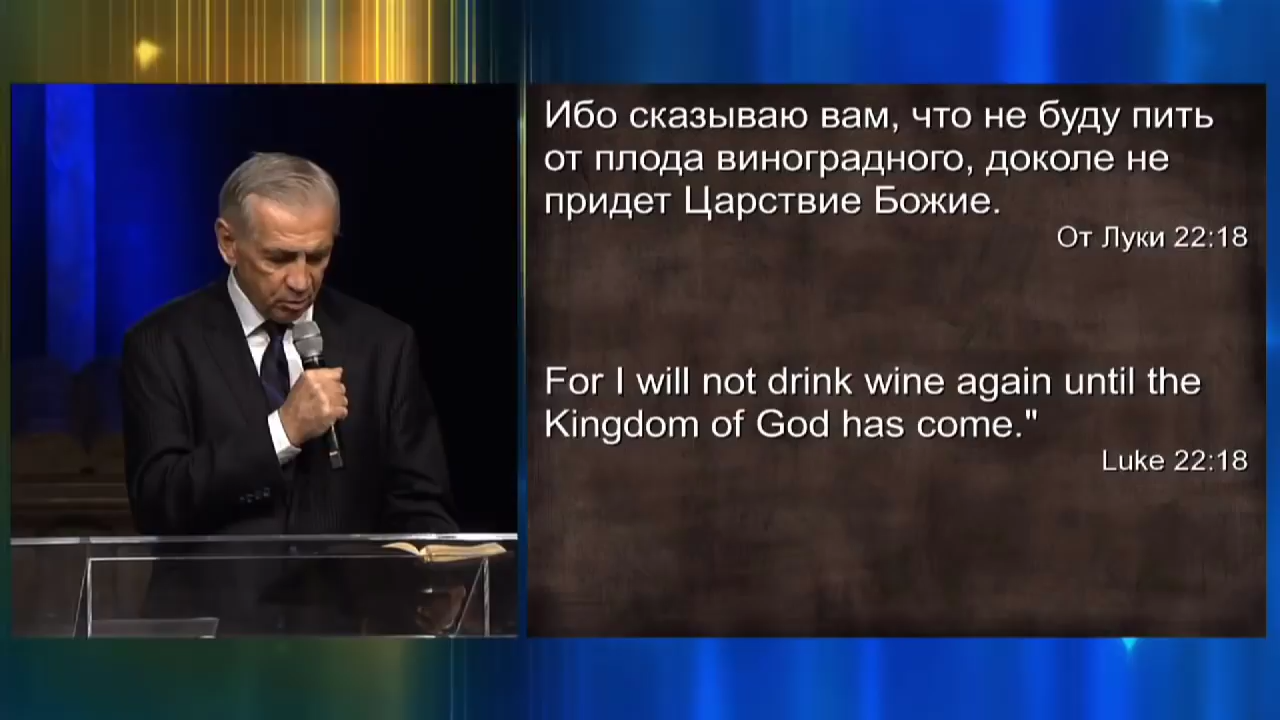 Ибо сказываю вам, что не буду пить
от плода виноградного, доколе не
придет Царствие Божие.
От Луки 22:18
For I will not drink wine again until the
Kingdom of God has come."
Luke 22:18